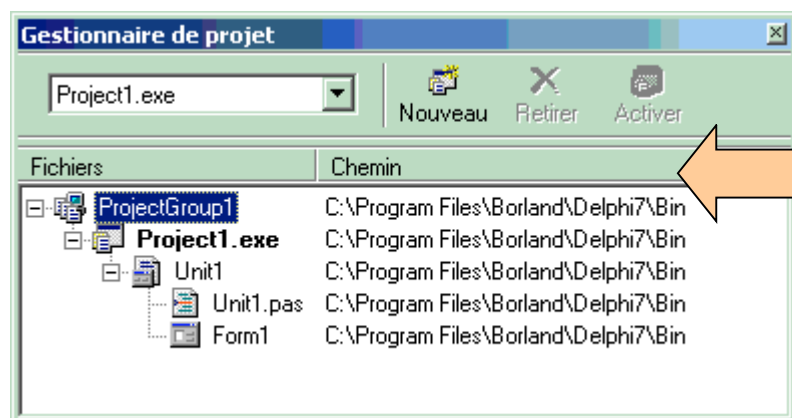 Gestionnaire de projet
Project1.exe
Nouveau Retirer Activer
Fichiers Chemin
ProjectGroup1 C:\Program Files\Borland\Delphi7\Bin
Project1.exe C:\Program Files\Borland\Delphi7\Bin
Unit1 C:\Program Files\Borland\Delphi7\Bin
Unit1.pas C:\Program Files\Borland\Delphi7\Bin
Form1 C:\Program Files\Borland\Delphi7\Bin